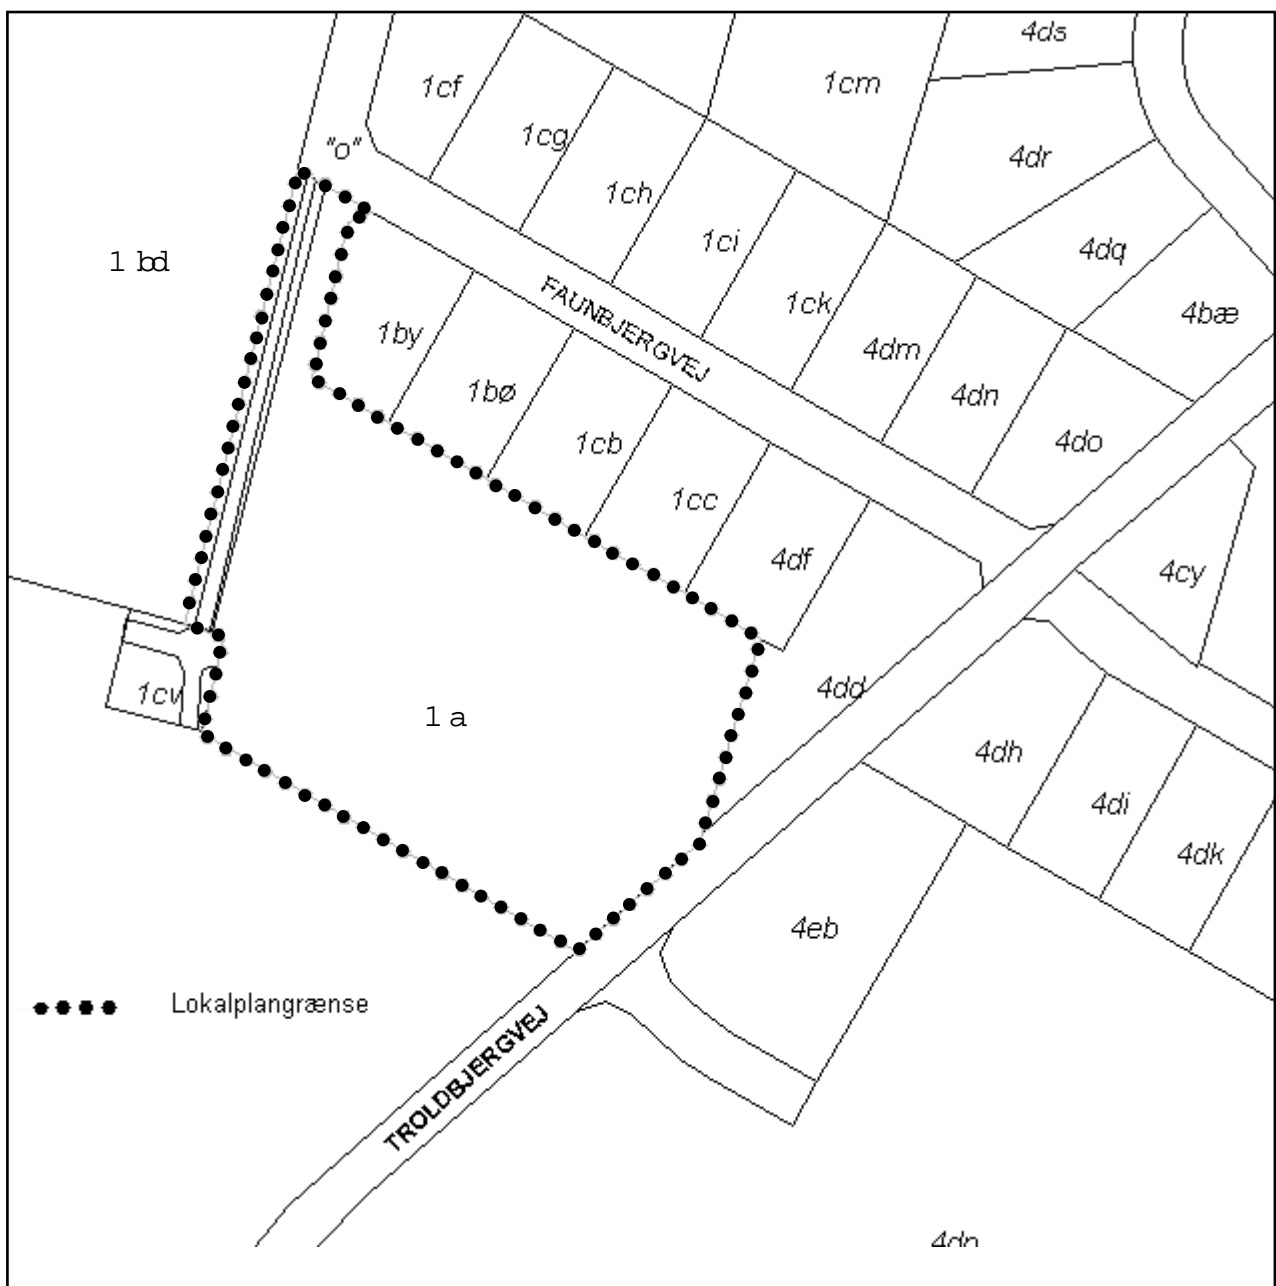 4ds
1cf
1cm
1cg
"o"
4dr
1ch
1ci
4dq
1 bd
1ck
4bæ
FAUNBJERGVEJ
1by
4dm
1bø
4dn
1cb
4do
1cc
4df
4cy
4dd
1cv
1 a
4dh
4di
4dk
4eb
Lokalplangrænse
TROLDBJERGVEJ